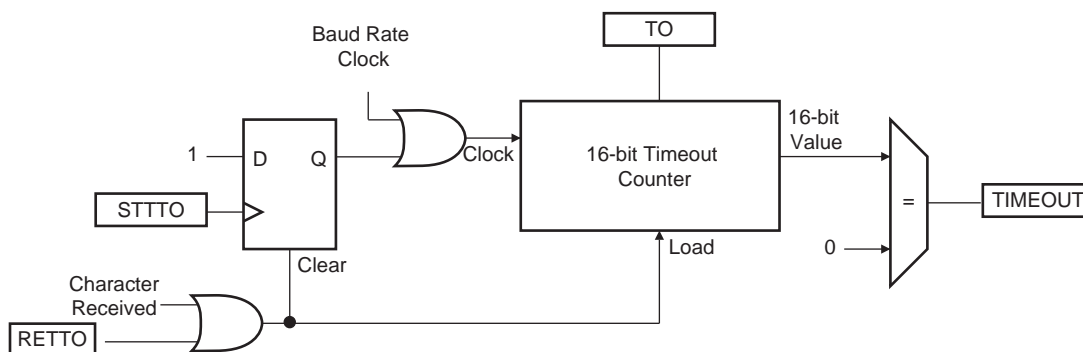 TO
Baud Rate
Clock
1
D
Q
Clock
16-bit Timeout
Counter
16-bit
Value
=
TIMEOUT
STTTO
0
Load
Clear
Character
Received
RETTO